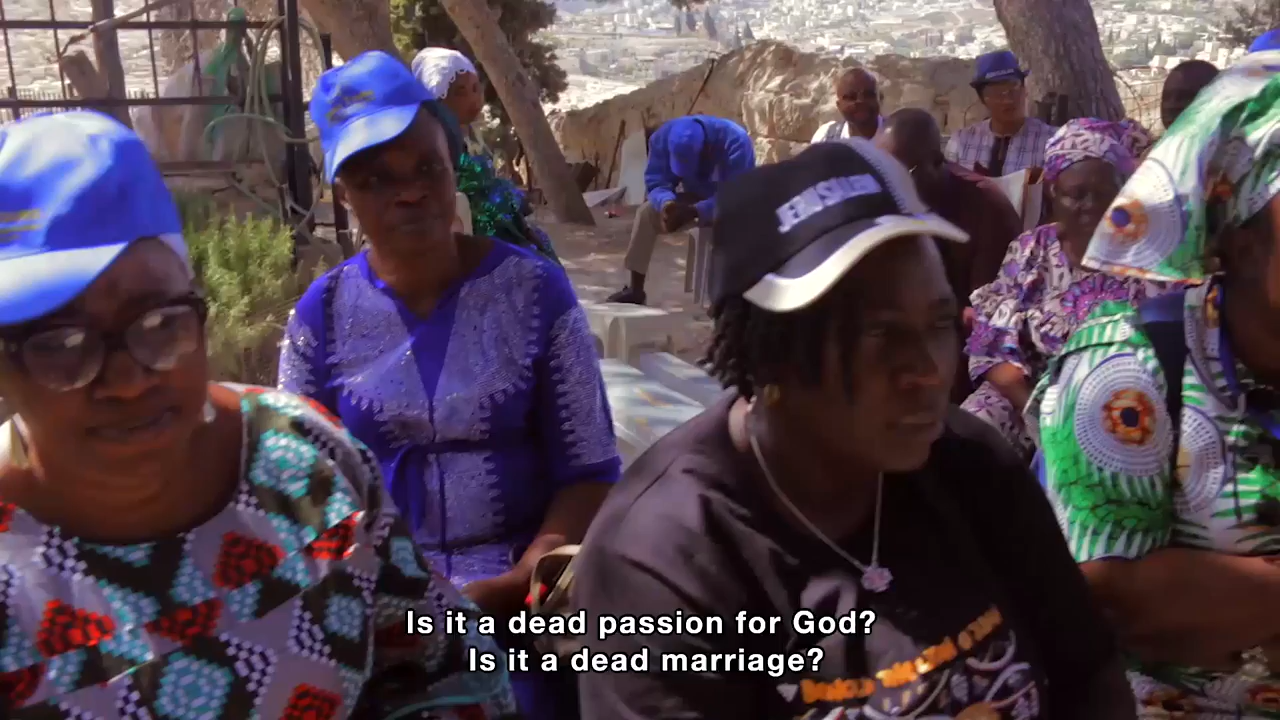 JERUSALEM
Is it a dead passion for God?
Is it a dead marriage?